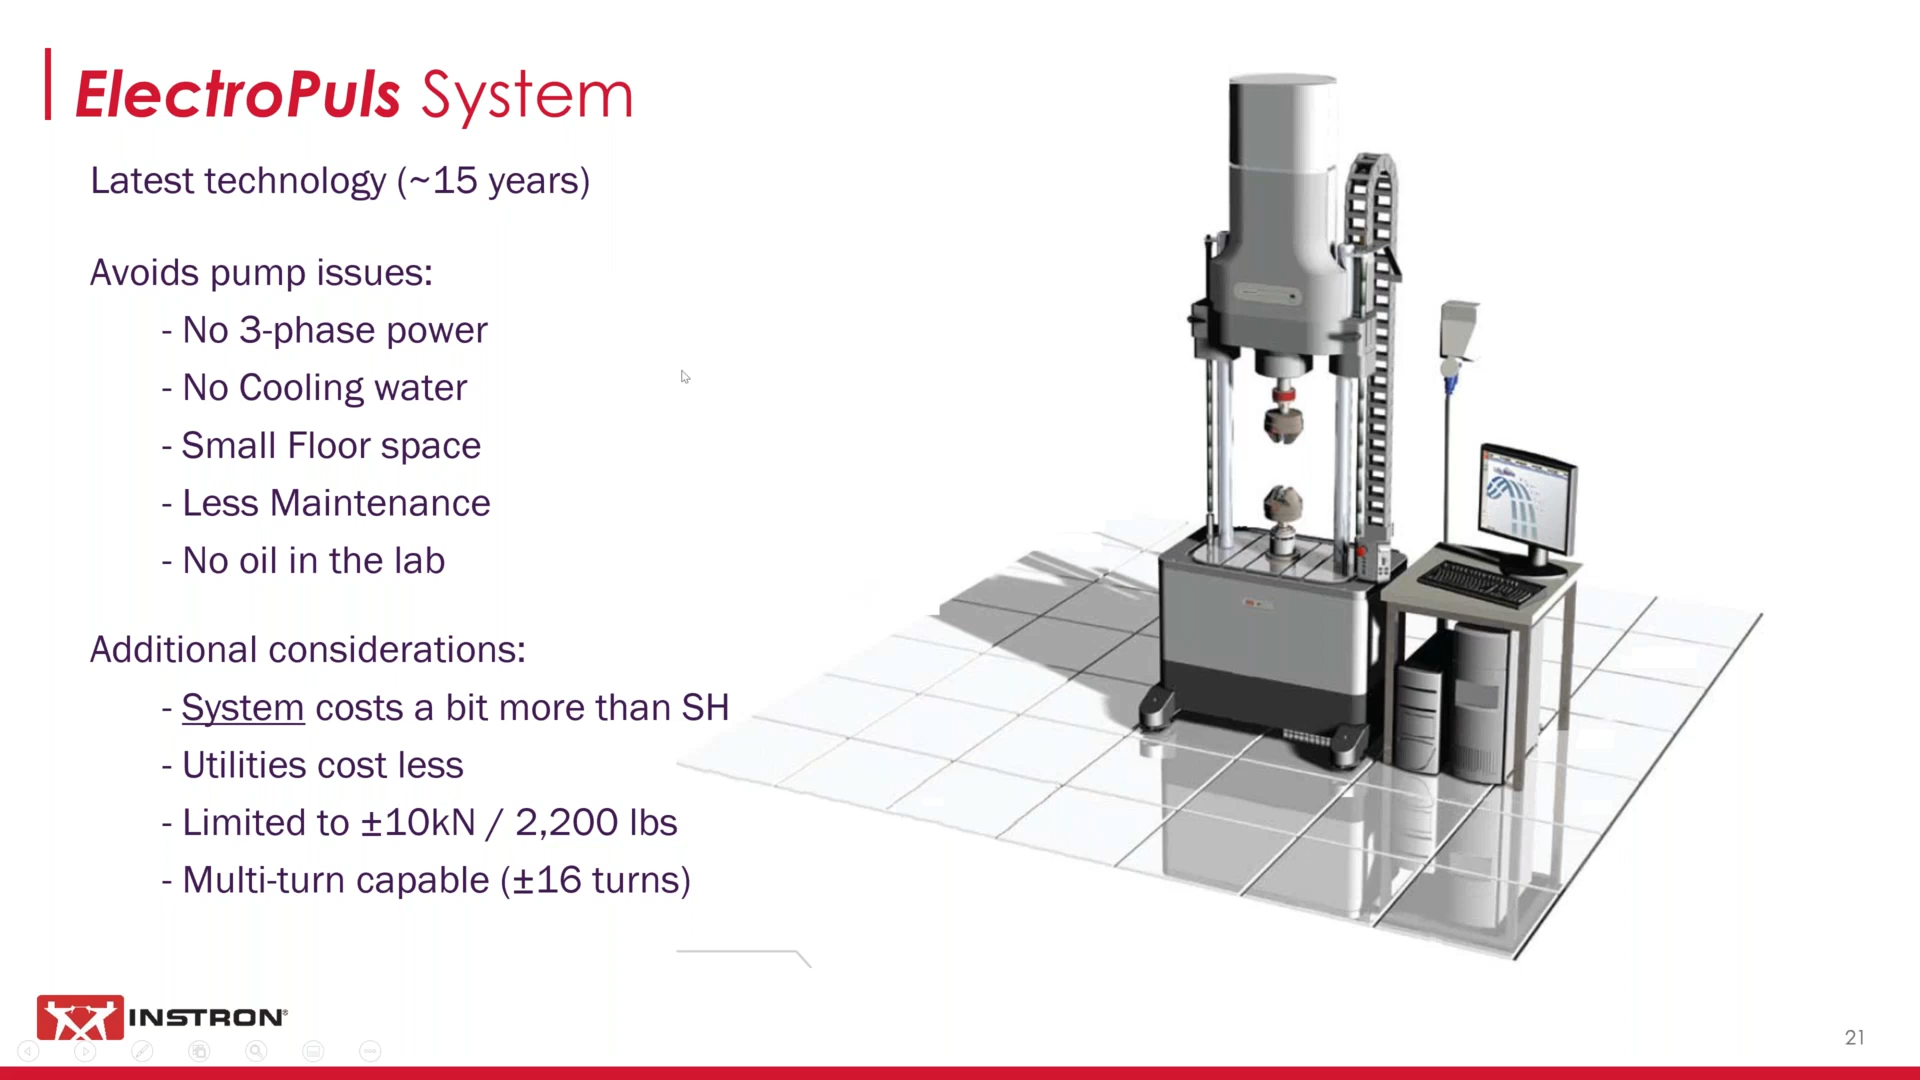 ElectroPuls System
Latest technology (~15 years)
Avoids pump issues:
- No 3-phase power
- No Cooling water
- Small Floor space
- Less Maintenance
- No oil in the lab
Additional considerations:
- System costs a bit more than SH
- Utilities cost less
- Limited to ±10kN / 2,200 lbs
- Multi-turn capable (±16 turns)
INSTRON®
21